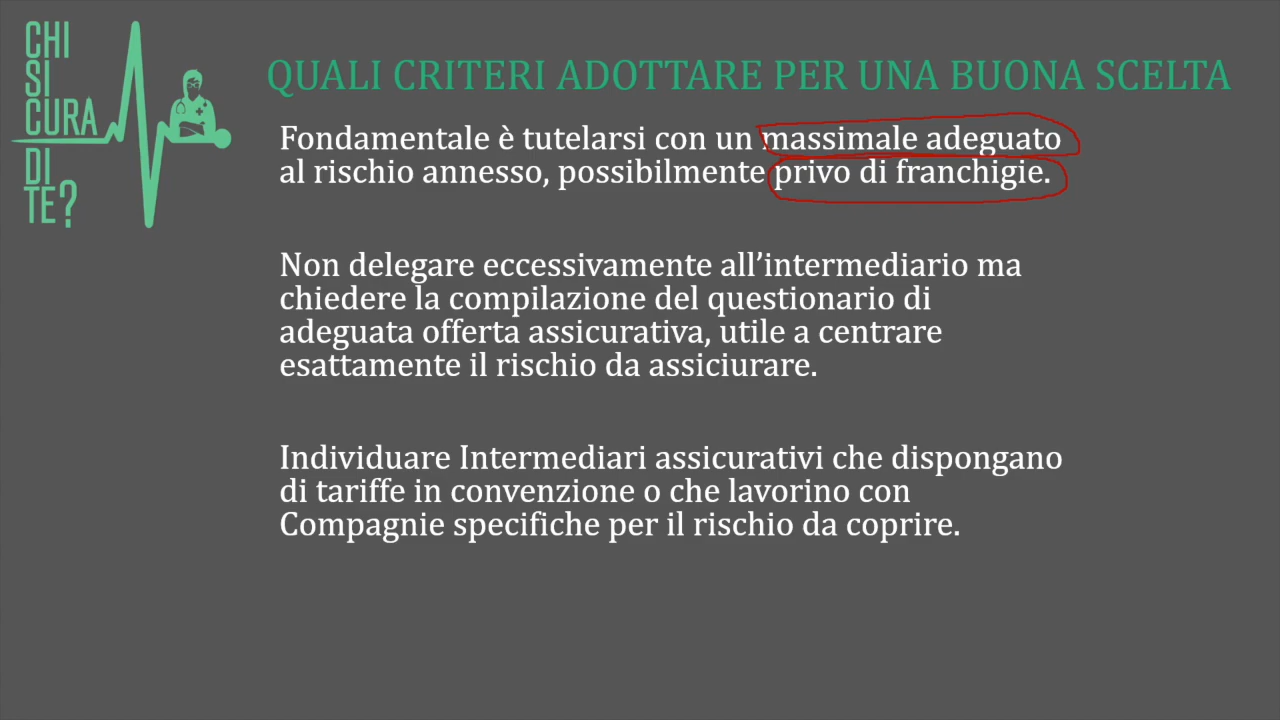 CHI
SI
CURA
DI
TE?
QUALI CRITERI ADOTTARE PER UNA BUONA SCELTA
Fondamentale è tutelarsi con un massimale adeguato
al rischio annesso, possibilmente privo di franchigie.
Non delegare eccessivamente all’intermediario ma
chiedere la compilazione del questionario di
adeguata offerta assicurativa, utile a centrare
esattamente il rischio da assiciurare.
Individuare Intermediari assicurativi che dispongano
di tariffe in convenzione o che lavorino con
Compagnie specifiche per il rischio da coprire.